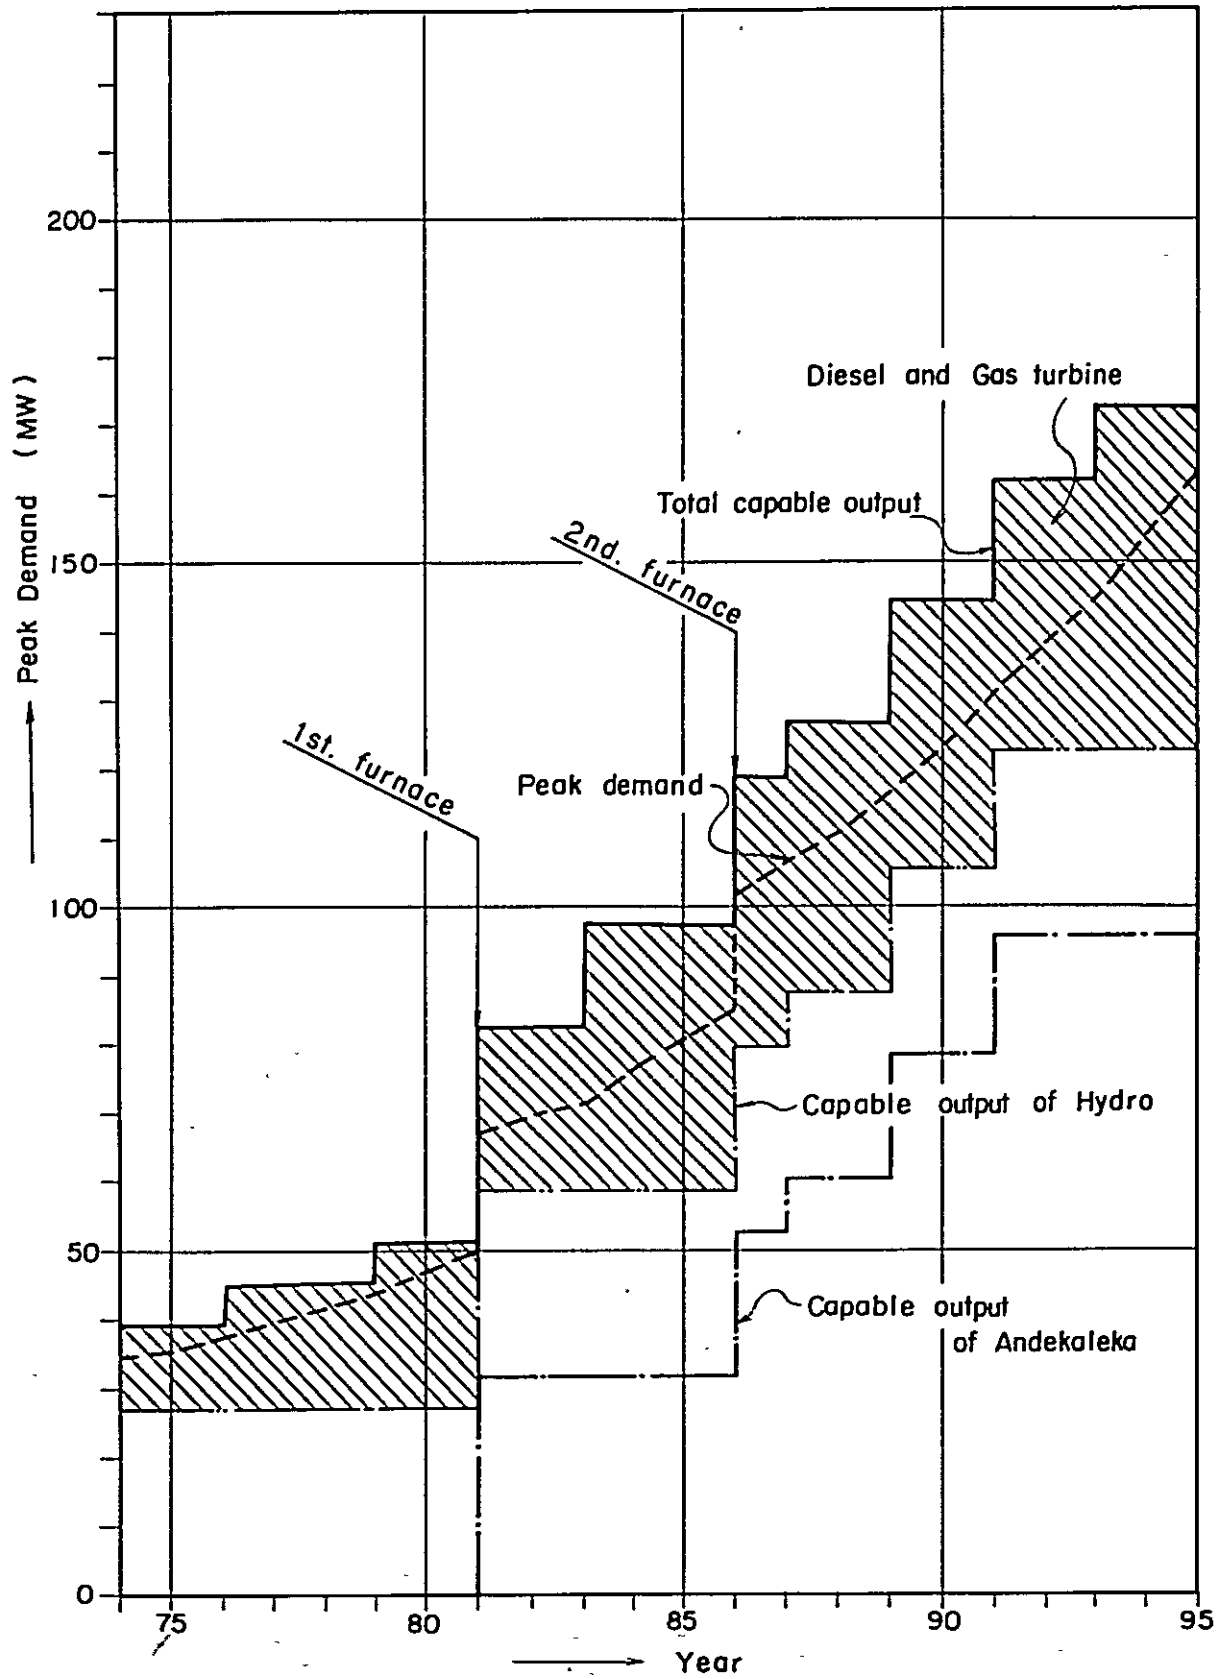 200
Diesel and Gas turbine
Peak Demand (MW)
Total capable output
2nd. furnace
150
1st. furnace
Peak demand
100
Capable output of Hydro
50
Capable output
of Andekaleka
0
75 80 85 90 95
Year